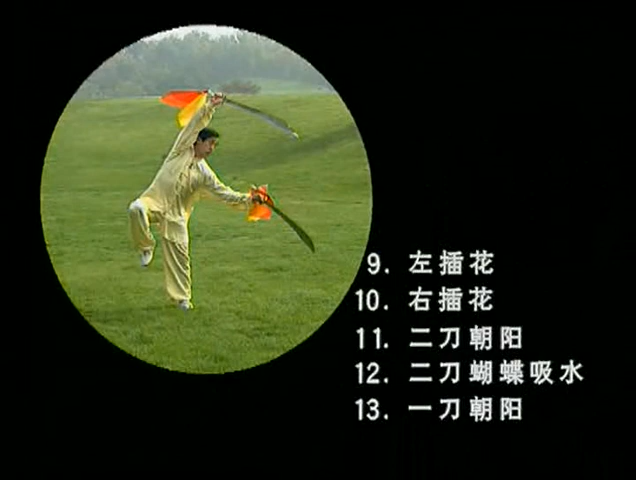 9. 左插花
10. 右插花
11. 二刀朝阳
12. 二刀蝴蝶吸水
13. 一刀朝阳